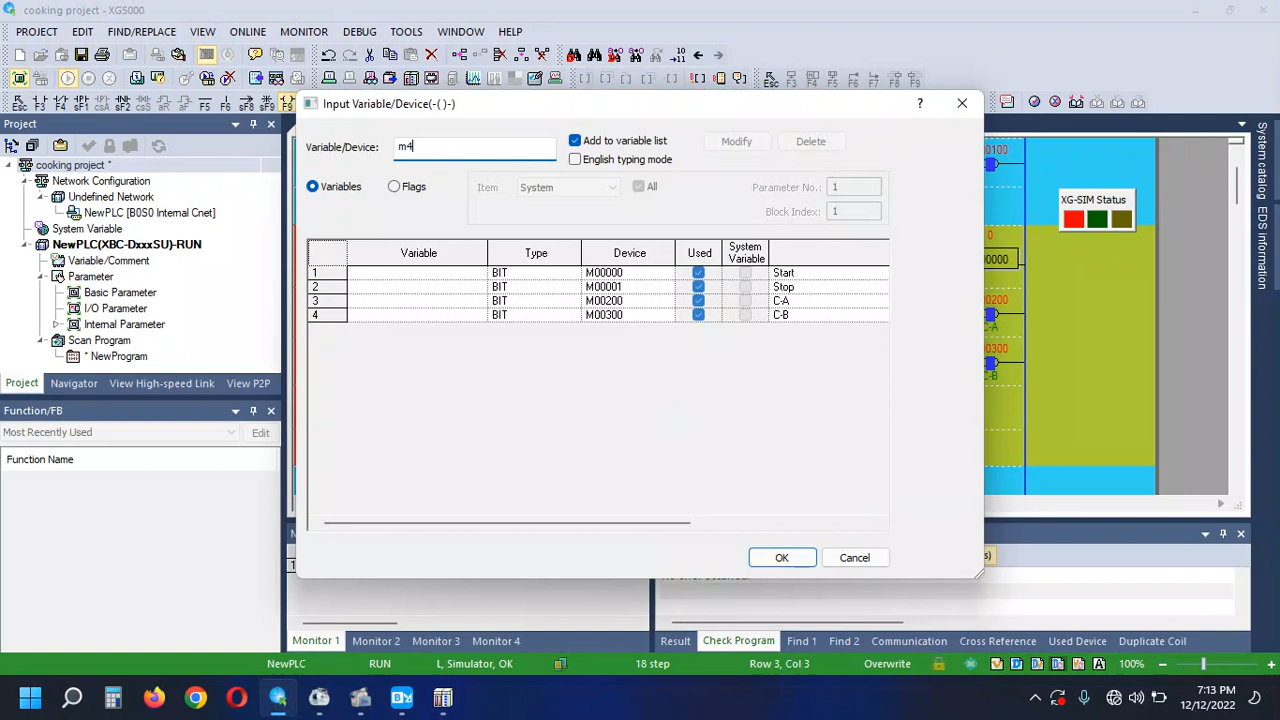 cooking project * - XG5000
PROJECT EDIT FIND/REPLACE VIEW ONLINE MONITOR DEBUG TOOLS WINDOW HELP
Project
cooking project *
Network Configuration
Undefined Network
NewPLC [B0S0 Internal Cnet]
System Variable
NewPLC(XBC-DxxxSU)-RUN
Variable/Comment
Parameter
Basic Parameter
I/O Parameter
Internal Parameter
Scan Program
* NewProgram
Project Navigator View High-speed Link View P2P
Function/FB
Most Recently Used Edit
Function Name
Input Variable/Device(-( )-)
? ×
Variable/Device: m4
Add to variable list
English typing mode
Modify Delete
Variables Flags
Item System All
Parameter No.: 1
Block Index: 1
Variable Type Device Used System Variable
1 BIT M00000 Start
2 BIT M00001 Stop
3 BIT M00200 C-A
4 BIT M00300 C-B
OK Cancel
XG-SIM Status
System catalog
EDS information
Monitor 1 Monitor 2 Monitor 3 Monitor 4
Result Check Program Find 1 Find 2 Communication Cross Reference Used Device Duplicate Coil
NewPLC RUN L, Simulator, OK 18 step Row 3, Col 3 Overwrite 100%
7:13 PM
12/12/2022